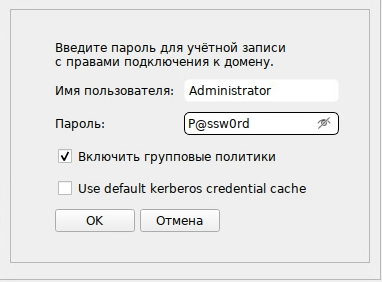 Введите пароль для учётной записи
с правами подключения к домену.
Имя пользователя: Administrator
Пароль: P@ssw0rd
Включить групповые политики
Use default kerberos credential cache
OK Отмена